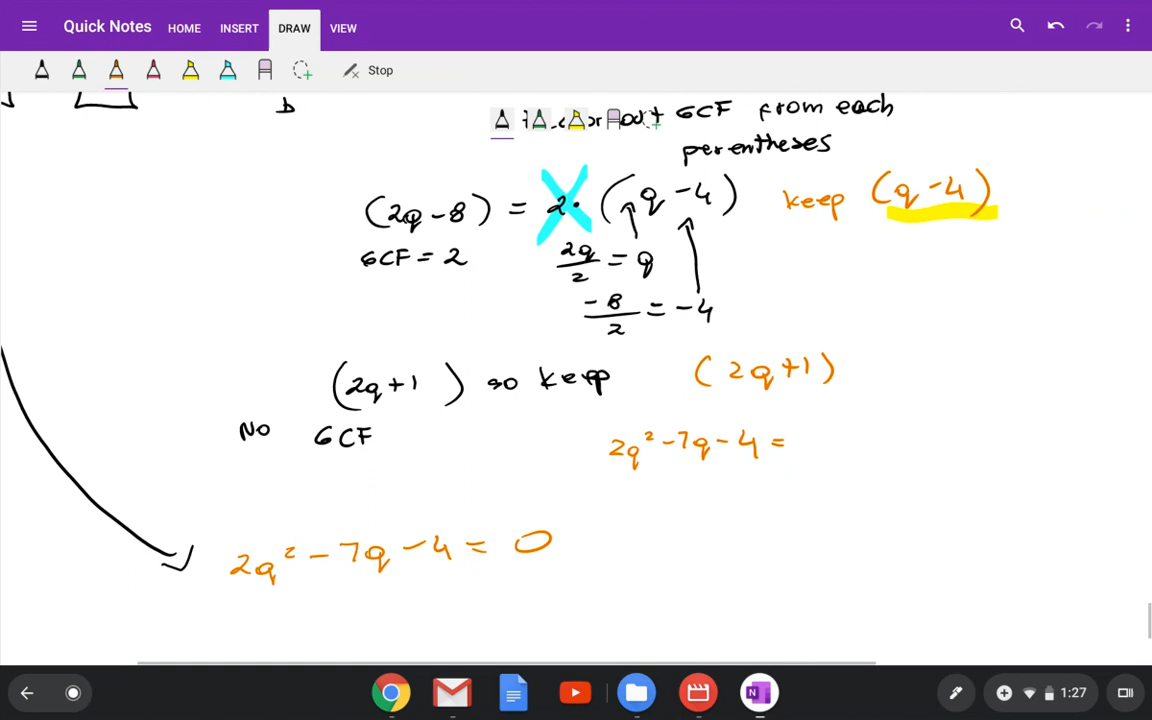 Quick Notes HOME INSERT DRAW VIEW
Stop
GCF from each
parentheses
(2q - 8) = 2 · (q - 4) keep (q - 4)
GCF = 2
2q/2 = q
-8/2 = -4
(2q + 1) so keep (2q + 1)
No GCF
2q² - 7q - 4 =
2q² - 7q - 4 = 0
1:27